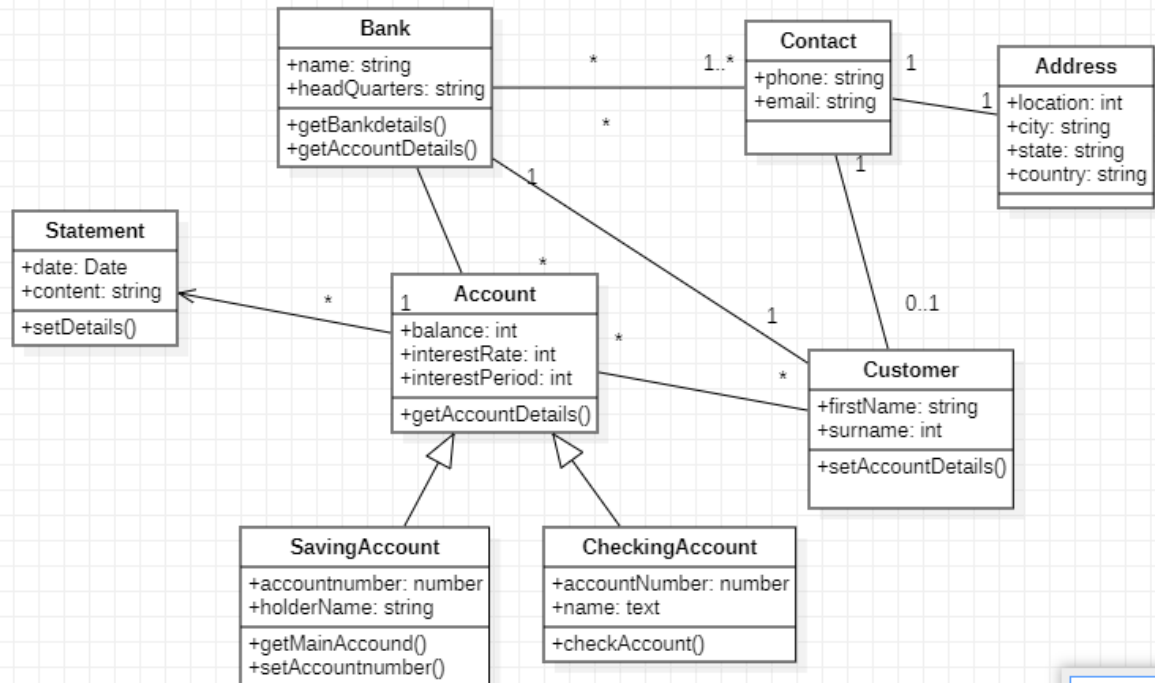 Bank
+name: string
+headQuarters: string
+getBankdetails()
+getAccountDetails()
*
1..*
*
1
Contact
+phone: string
+email: string
1
1
1
Address
+location: int
+city: string
+state: string
+country: string
Statement
+date: Date
+content: string
+setDetails()
*
1
*
Account
+balance: int
+interestRate: int
+interestPeriod: int
+getAccountDetails()
*
*
1
0..1
Customer
+firstName: string
+surname: int
+setAccountDetails()
SavingAccount
+accountnumber: number
+holderName: string
+getMainAccound()
+setAccountnumber()
CheckingAccount
+accountNumber: number
+name: text
+checkAccount()